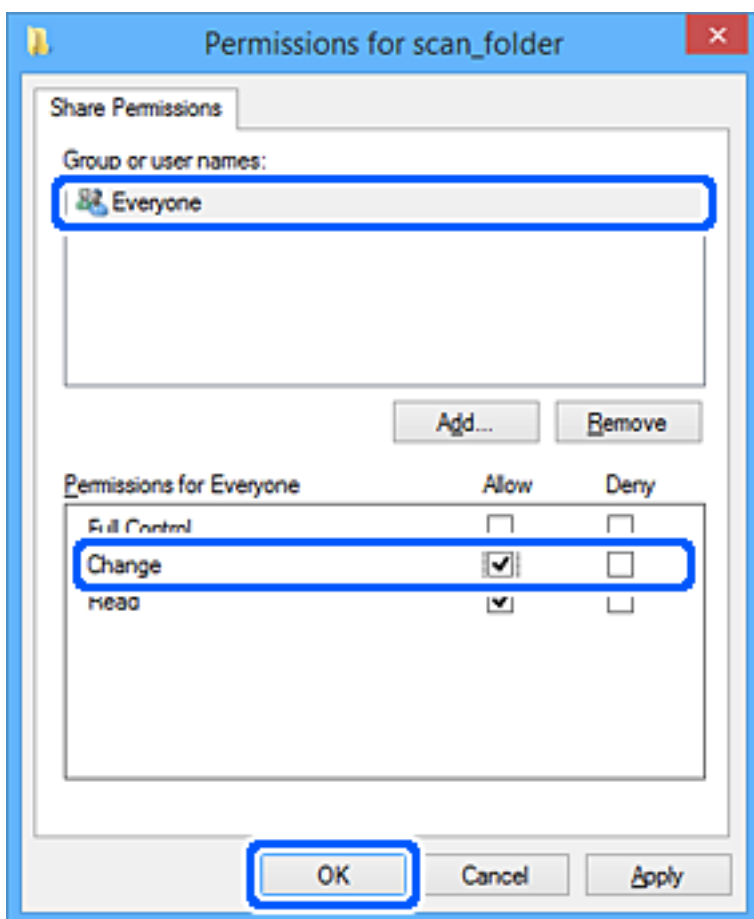 Permissions for scan_folder
Share Permissions
Group or user names:
Everyone
Add... Remove
Permissions for Everyone Allow Deny
Full Control
Change
Read
OK Cancel Apply